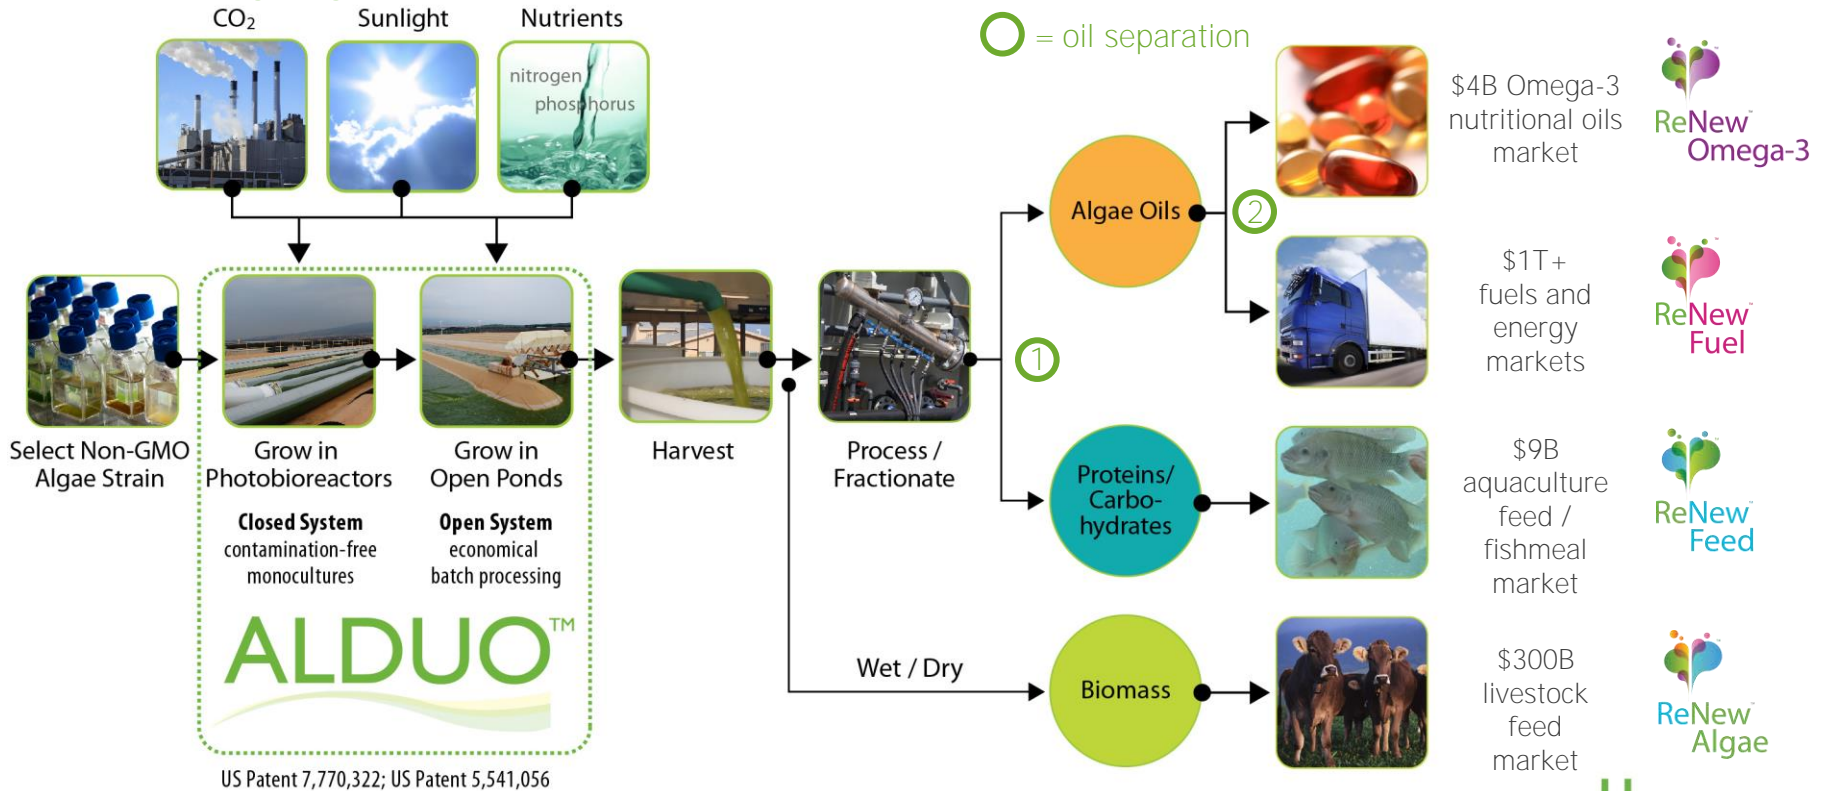 CO₂
Sunlight
Nutrients
nitrogen
phosphorus
= oil separation
Select Non-GMO
Algae Strain
Grow in
Photobioreactors
Closed System
contamination-free
monocultures
Grow in
Open Ponds
Open System
economical
batch processing
ALDUO™
US Patent 7,770,322; US Patent 5,541,056
Harvest
Process /
Fractionate
1
Wet / Dry
Algae Oils
2
Proteins/
Carbo-
hydrates
Biomass
$4B Omega-3
nutritional oils
market
ReNew™
Omega-3
$1T+
fuels and
energy
markets
ReNew™
Fuel
$9B
aquaculture
feed /
fishmeal
market
ReNew™
Feed
$300B
livestock
feed
market
ReNew™
Algae